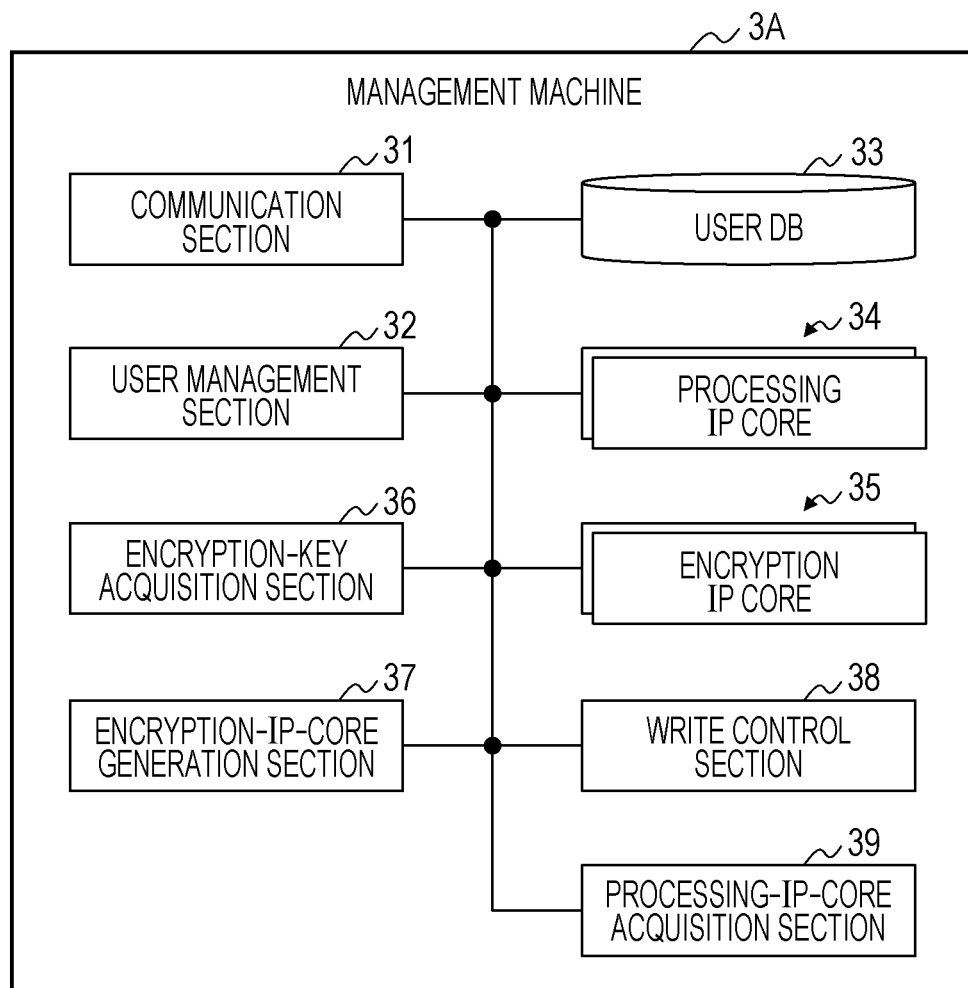 3A
MANAGEMENT MACHINE
31
COMMUNICATION
SECTION
33
USER DB
32
USER MANAGEMENT
SECTION
34
PROCESSING
IP CORE
36
ENCRYPTION-KEY
ACQUISITION SECTION
35
ENCRYPTION
IP CORE
37
ENCRYPTION-IP-CORE
GENERATION SECTION
38
WRITE CONTROL
SECTION
39
PROCESSING-IP-CORE
ACQUISITION SECTION